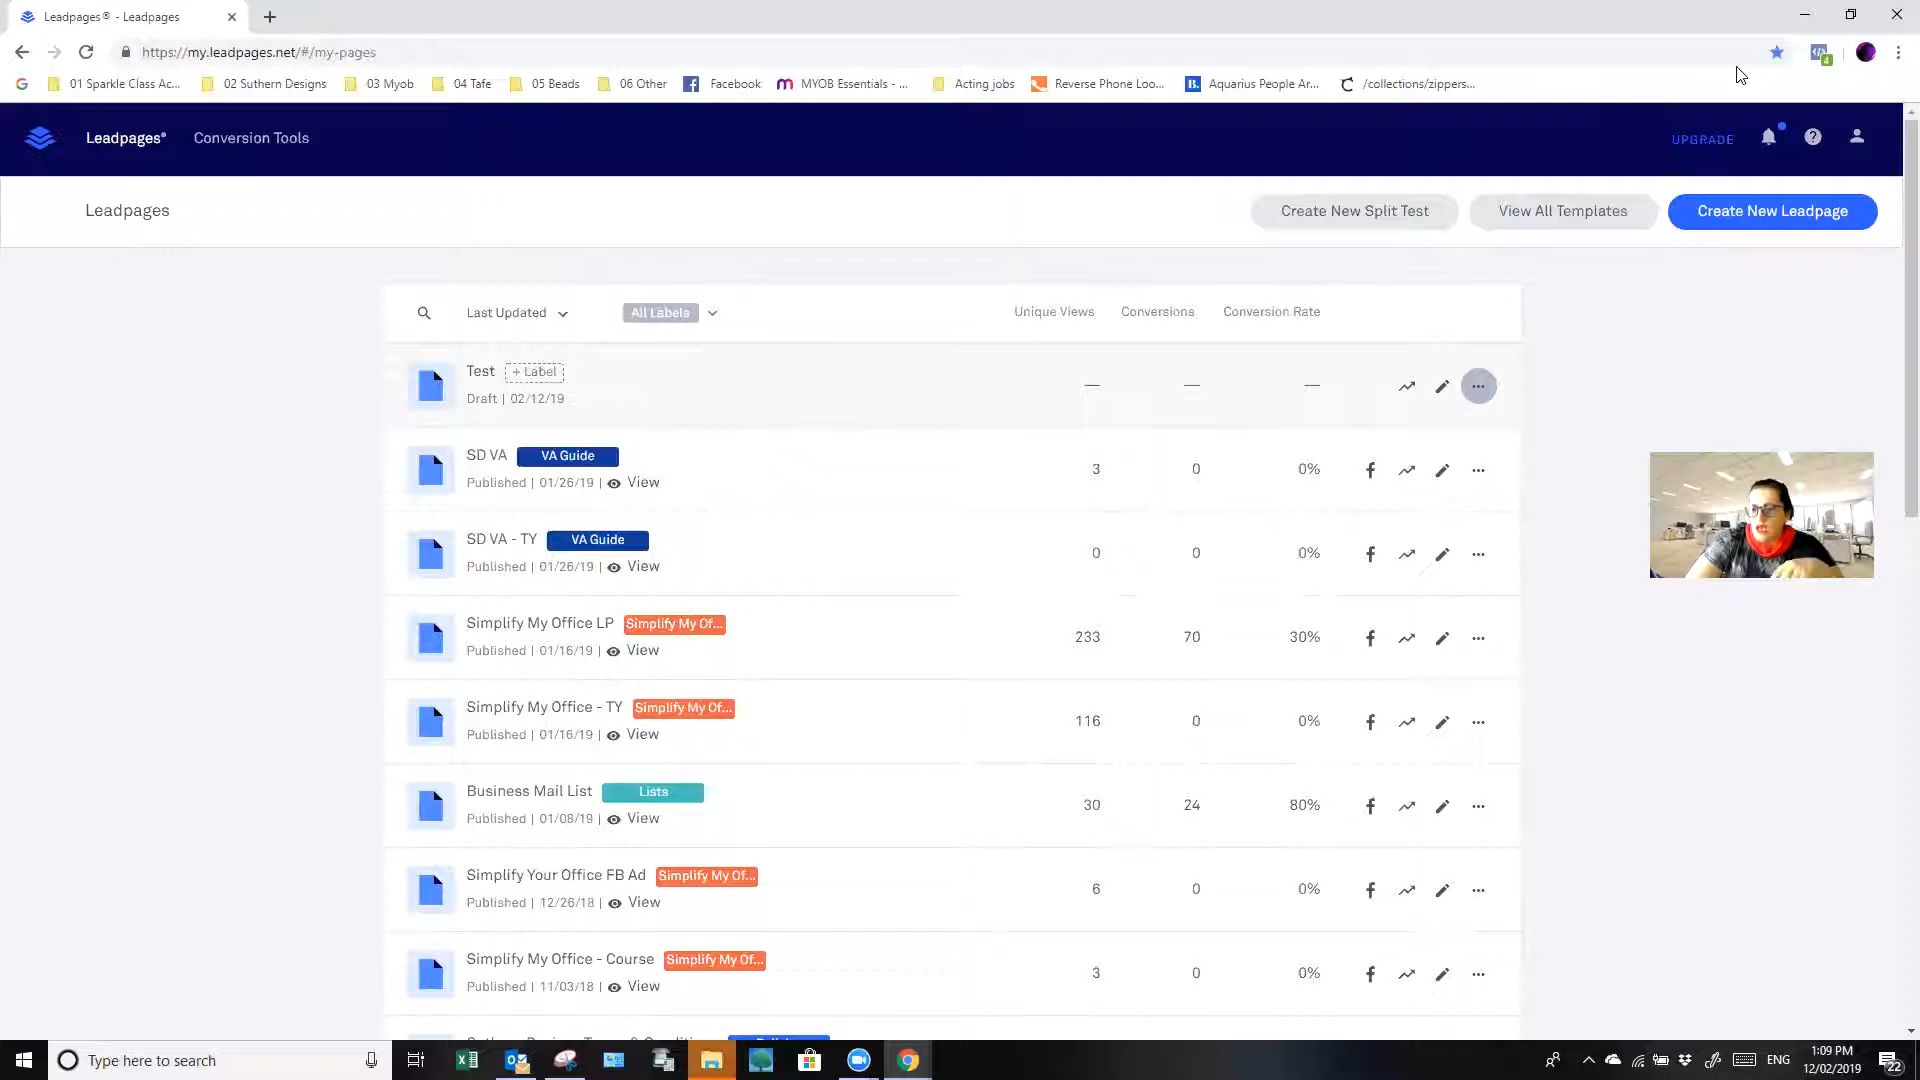 Leadpages® - Leadpages
https://my.leadpages.net/#/my-pages
01 Sparkle Class Ac... 02 Suthern Designs 03 Myob 04 Tafe 05 Beads 06 Other Facebook MYOB Essentials - ... Acting jobs Reverse Phone Loo... B. Aquarius People Ar... /collections/zippers...
Leadpages® Conversion Tools UPGRADE
Leadpages Create New Split Test View All Templates Create New Leadpage
Last Updated All Labels Unique Views Conversions Conversion Rate
Test + Label
Draft | 02/12/19
— — —
SD VA VA Guide
Published | 01/26/19 | View
3 0 0%
SD VA - TY VA Guide
Published | 01/26/19 | View
0 0 0%
Simplify My Office LP Simplify My Of...
Published | 01/16/19 | View
233 70 30%
Simplify My Office - TY Simplify My Of...
Published | 01/16/19 | View
116 0 0%
Business Mail List Lists
Published | 01/08/19 | View
30 24 80%
Simplify Your Office FB Ad Simplify My Of...
Published | 12/26/18 | View
6 0 0%
Simplify My Office - Course Simplify My Of...
Published | 11/03/18 | View
3 0 0%
Type here to search
ENG
1:09 PM
12/02/2019
22